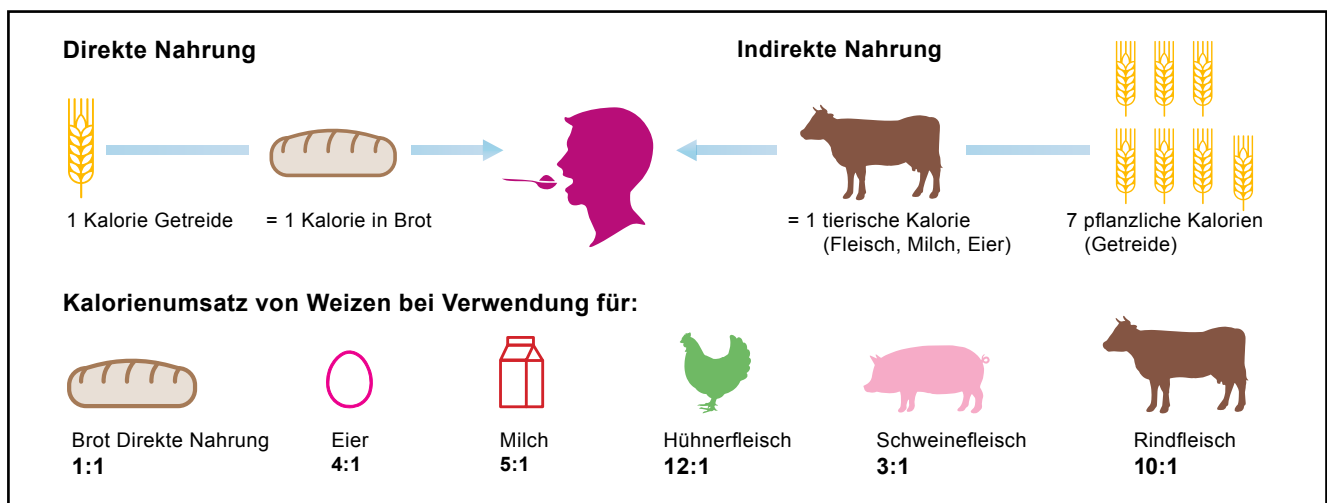 Direkte Nahrung
Indirekte Nahrung
1 Kalorie Getreide
= 1 Kalorie in Brot
= 1 tierische Kalorie
(Fleisch, Milch, Eier)
7 pflanzliche Kalorien
(Getreide)
Kalorienumsatz von Weizen bei Verwendung für:
Brot Direkte Nahrung
1:1
Eier
4:1
Milch
5:1
Hühnerfleisch
12:1
Schweinefleisch
3:1
Rindfleisch
10:1